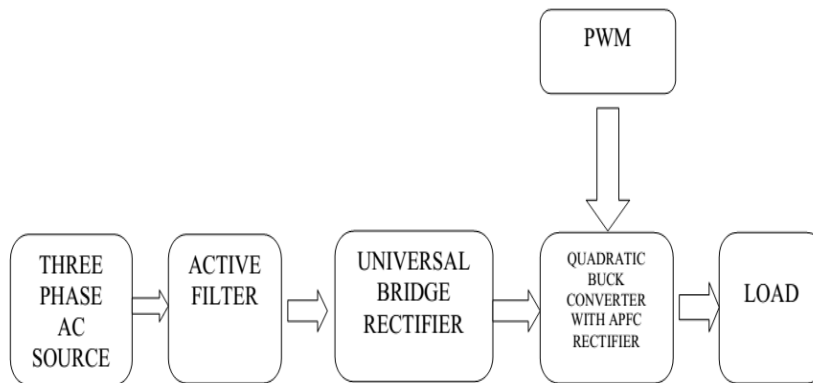 PWM
THREE
PHASE
AC
SOURCE
ACTIVE
FILTER
UNIVERSAL
BRIDGE
RECTIFIER
QUADRATIC
BUCK
CONVERTER
WITH APFC
RECTIFIER
LOAD